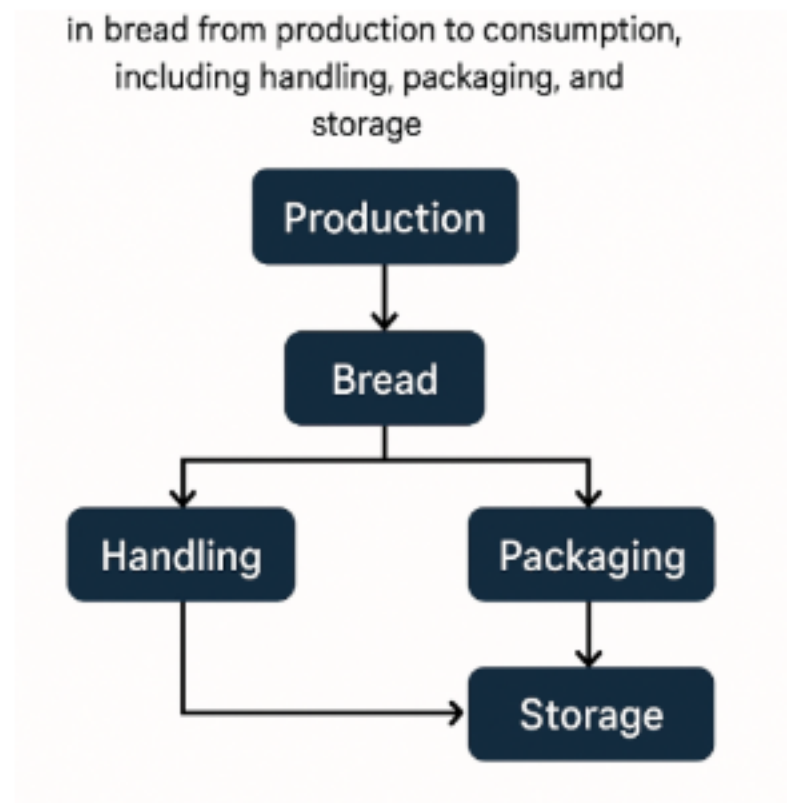 in bread from production to consumption,
including handling, packaging, and
storage
Production
Bread
Handling
Packaging
Storage